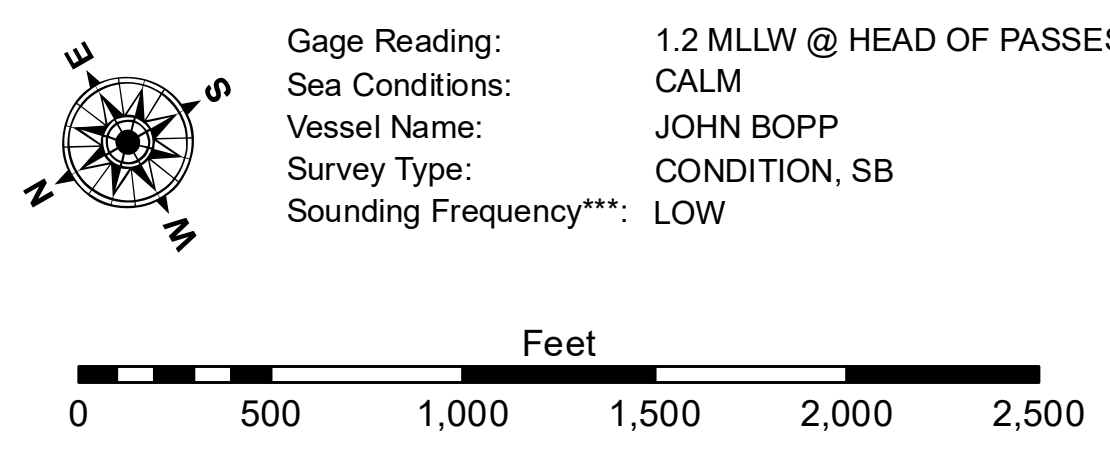 E
S
N
W
Gage Reading: 1.2 MLLW @ HEAD OF PASSES
Sea Conditions: CALM
Vessel Name: JOHN BOPP
Survey Type: CONDITION, SB
Sounding Frequency***: LOW
Feet
0 500 1,000 1,500 2,000 2,500